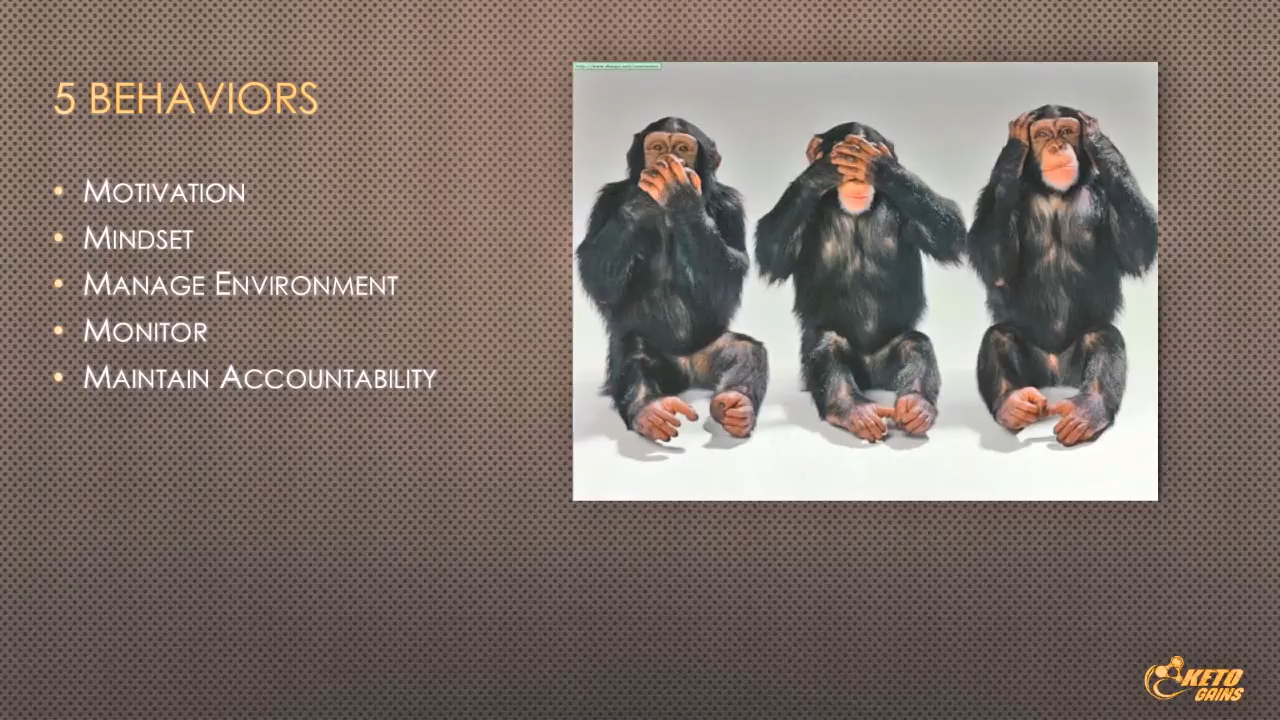 5 BEHAVIORS
• MOTIVATION
• MINDSET
• MANAGE ENVIRONMENT
• MONITOR
• MAINTAIN ACCOUNTABILITY
KETO
GAINS